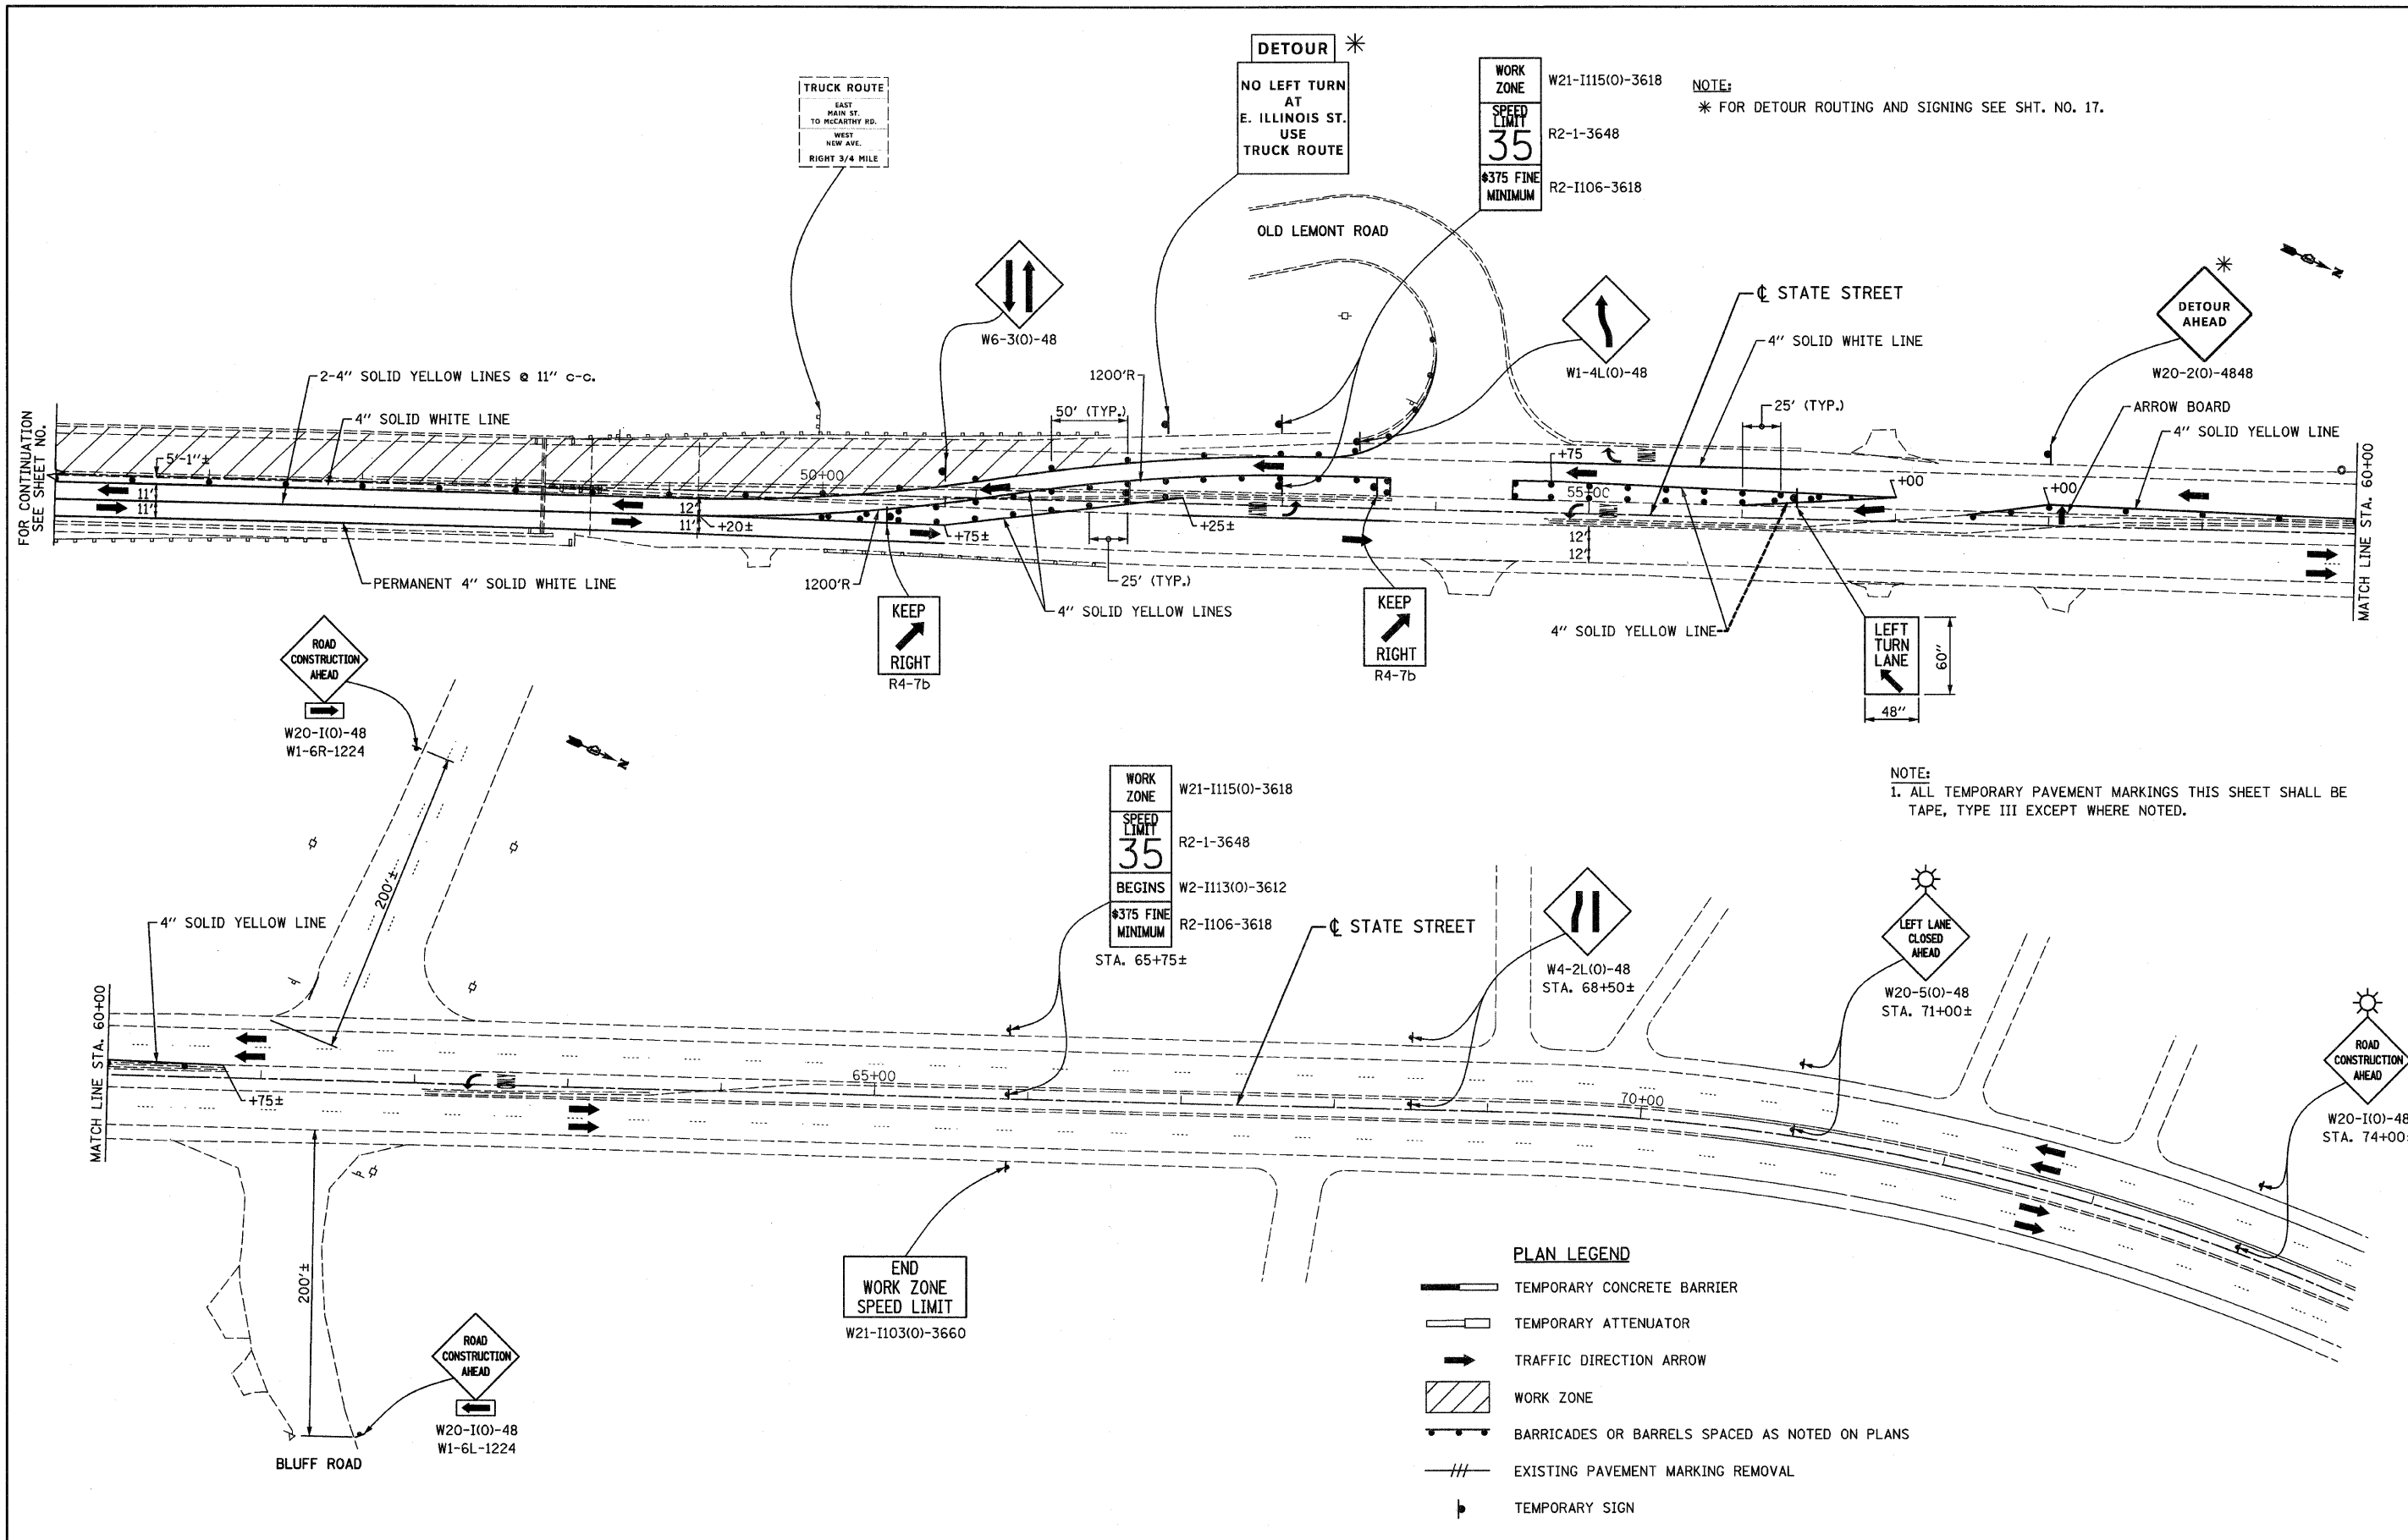 DETOUR *
NO LEFT TURN
AT
E. ILLINOIS ST.
USE
TRUCK ROUTE
TRUCK ROUTE
EAST
MAIN ST.
TO McCARTHY RD.
WEST
NEW AVE.
RIGHT 3/4 MILE
WORK
ZONE
W21-I115(O)-3618
SPEED
LIMIT
35
R2-1-3648
$375 FINE
MINIMUM
R2-I106-3618
NOTE:
* FOR DETOUR ROUTING AND SIGNING SEE SHT. NO. 17.
OLD LEMONT ROAD
N
W6-3(O)-48
W1-4L(O)-48
℄ STATE STREET
4" SOLID WHITE LINE
*
DETOUR
AHEAD
W20-2(O)-4848
2-4" SOLID YELLOW LINES @ 11" c-c.
4" SOLID WHITE LINE
1200'R
50' (TYP.)
25' (TYP.)
ARROW BOARD
4" SOLID YELLOW LINE
FOR CONTINUATION
SEE SHEET NO.
5'-1"±
11'
11'
50+00
12'
11'
+20±
+75±
+25±
+75
55+00
+00
+00
12'
12'
MATCH LINE STA. 60+00
PERMANENT 4" SOLID WHITE LINE
1200'R
25' (TYP.)
4" SOLID YELLOW LINES
KEEP
RIGHT
R4-7b
KEEP
RIGHT
R4-7b
4" SOLID YELLOW LINE
LEFT
TURN
LANE
60"
48"
ROAD
CONSTRUCTION
AHEAD
W20-I(O)-48
W1-6R-1224
N
200'±
NOTE:
1. ALL TEMPORARY PAVEMENT MARKINGS THIS SHEET SHALL BE
TAPE, TYPE III EXCEPT WHERE NOTED.
WORK
ZONE
W21-I115(O)-3618
SPEED
LIMIT
35
R2-1-3648
BEGINS
W2-I113(O)-3612
$375 FINE
MINIMUM
R2-I106-3618
STA. 65+75±
4" SOLID YELLOW LINE
℄ STATE STREET
W4-2L(O)-48
STA. 68+50±
LEFT LANE
CLOSED
AHEAD
W20-5(O)-48
STA. 71+00±
ROAD
CONSTRUCTION
AHEAD
W20-I(O)-48
STA. 74+00±
MATCH LINE STA. 60+00
+75±
65+00
70+00
200'±
END
WORK ZONE
SPEED LIMIT
W21-I103(O)-3660
ROAD
CONSTRUCTION
AHEAD
W20-I(O)-48
W1-6L-1224
BLUFF ROAD
PLAN LEGEND
TEMPORARY CONCRETE BARRIER
TEMPORARY ATTENUATOR
TRAFFIC DIRECTION ARROW
WORK ZONE
BARRICADES OR BARRELS SPACED AS NOTED ON PLANS
EXISTING PAVEMENT MARKING REMOVAL
TEMPORARY SIGN